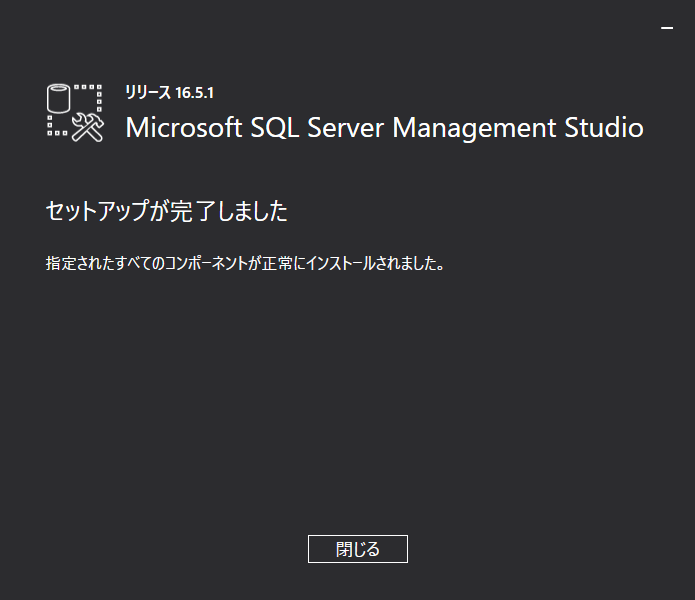 リリース 16.5.1
Microsoft SQL Server Management Studio
セットアップが完了しました
指定されたすべてのコンポーネントが正常にインストールされました。
閉じる